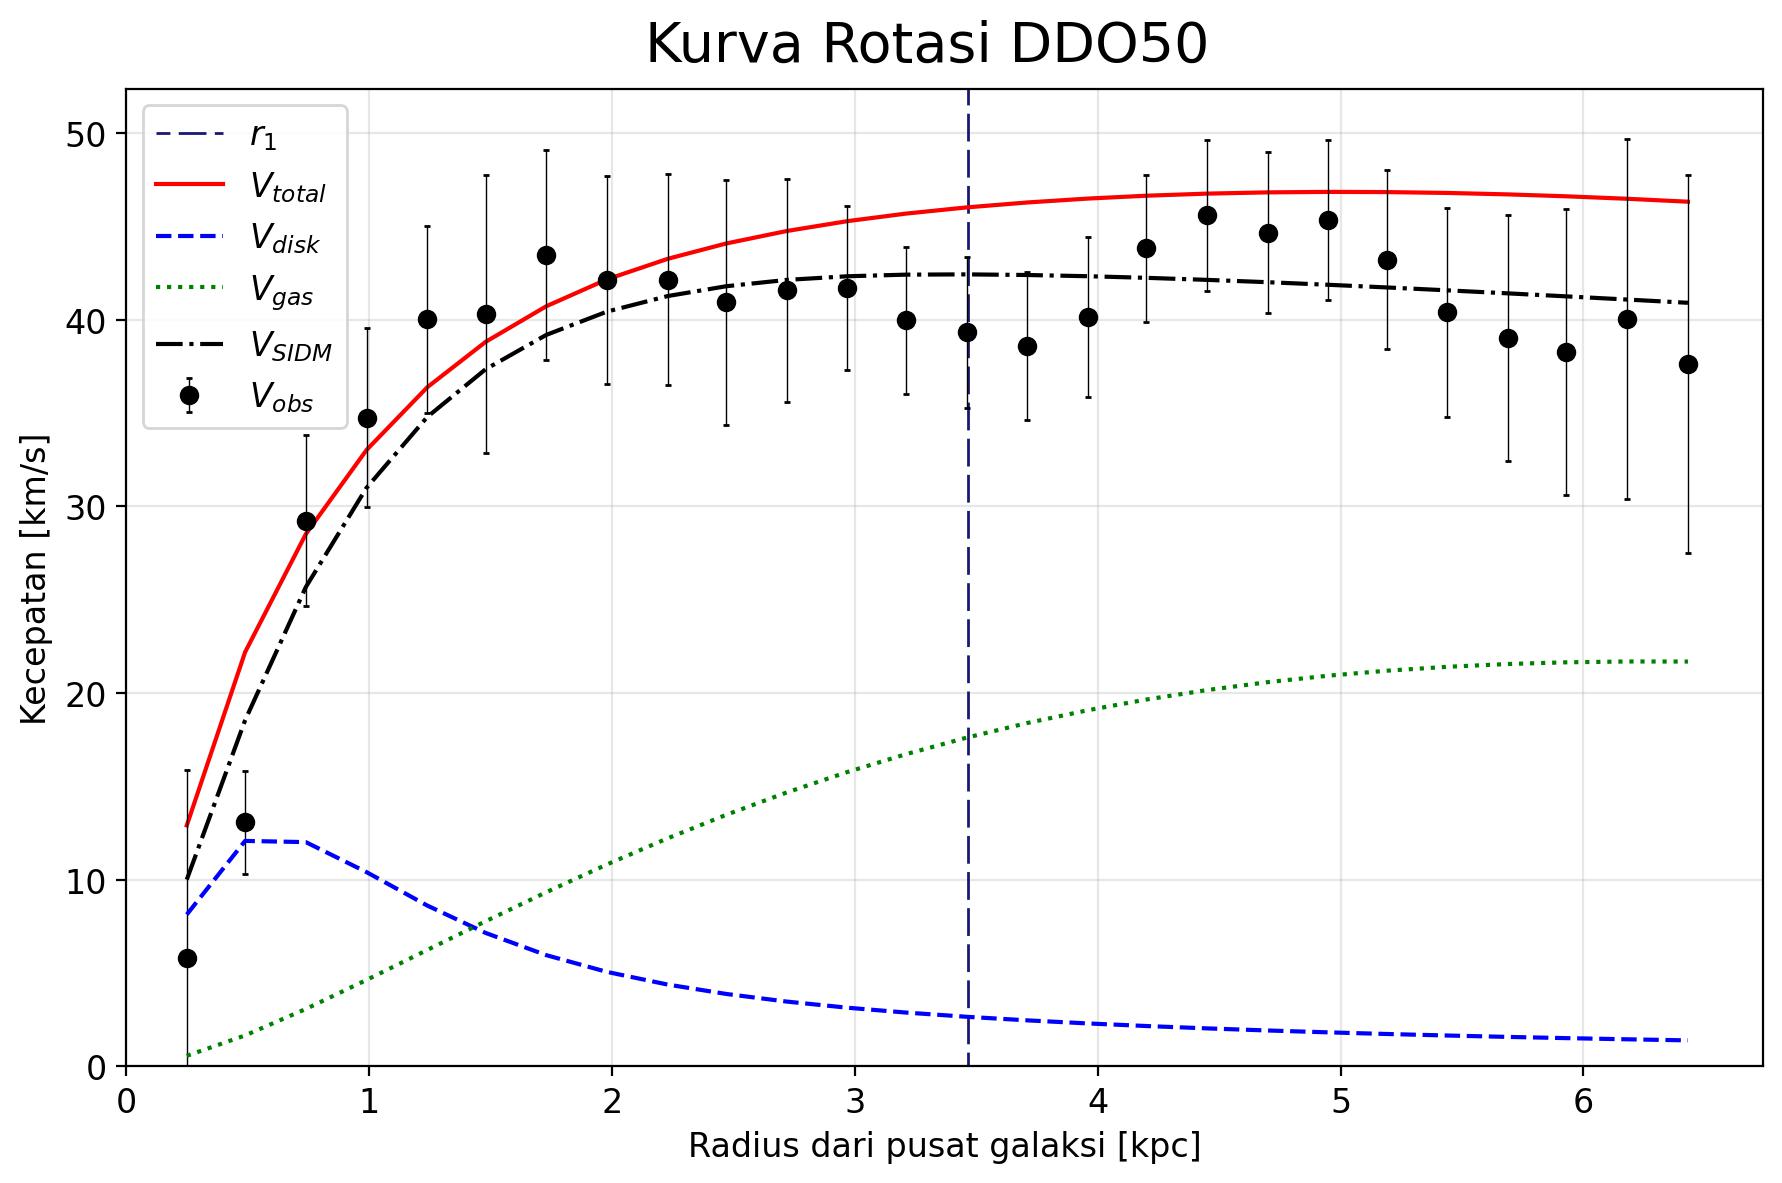 Kurva Rotasi DDO50
r1
Vtotal
Vdisk
Vgas
VSIDM
Vobs
Kecepatan [km/s]
50
40
30
20
10
0
0 1 2 3 4 5 6
Radius dari pusat galaksi [kpc]